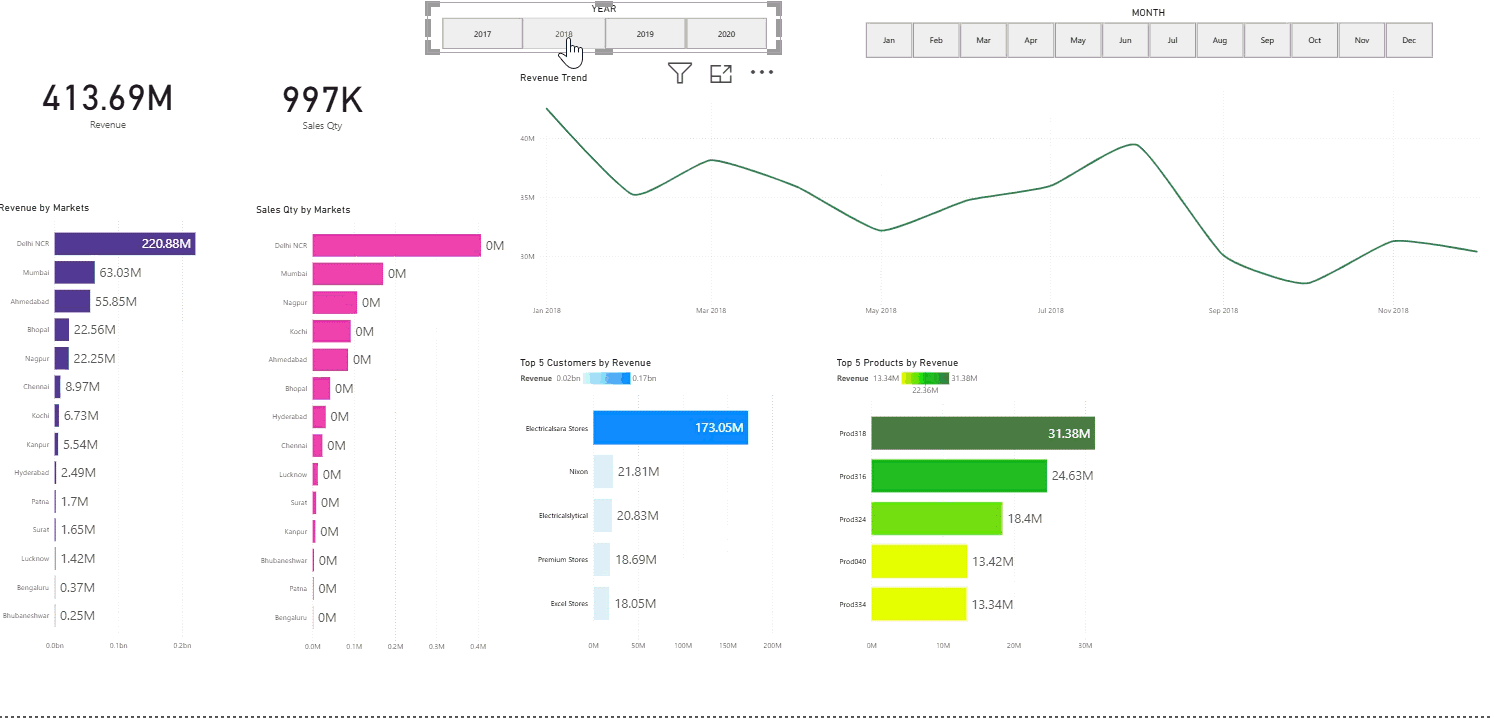 YEAR
2017 2018 2019 2020
MONTH
Jan Feb Mar Apr May Jun Jul Aug Sep Oct Nov Dec
413.69M
Revenue
997K
Sales Qty
Revenue Trend
40M
35M
30M
Jan 2018 Mar 2018 May 2018 Jul 2018 Sep 2018 Nov 2018
Revenue by Markets
Delhi NCR 220.88M
Mumbai 63.03M
Ahmedabad 55.85M
Bhopal 22.56M
Nagpur 22.25M
Chennai 8.97M
Kochi 6.73M
Kanpur 5.54M
Hyderabad 2.49M
Patna 1.7M
Surat 1.65M
Lucknow 1.42M
Bengaluru 0.37M
Bhubaneshwar 0.25M
0.0bn 0.1bn 0.2bn
Sales Qty by Markets
Delhi NCR 0M
Mumbai 0M
Nagpur 0M
Kochi 0M
Ahmedabad 0M
Bhopal 0M
Hyderabad 0M
Chennai 0M
Lucknow 0M
Surat 0M
Kanpur 0M
Bhubaneshwar 0M
Patna 0M
Bengaluru 0M
0.0M 0.1M 0.2M 0.3M 0.4M
Top 5 Customers by Revenue
Revenue 0.02bn 0.17bn
Electricalsara Stores 173.05M
Nixon 21.81M
Electricalslytical 20.83M
Premium Stores 18.69M
Excel Stores 18.05M
0M 50M 100M 150M 200M
Top 5 Products by Revenue
Revenue 13.34M 31.38M
22.36M
Prod318 31.38M
Prod316 24.63M
Prod324 18.4M
Prod040 13.42M
Prod334 13.34M
0M 10M 20M 30M